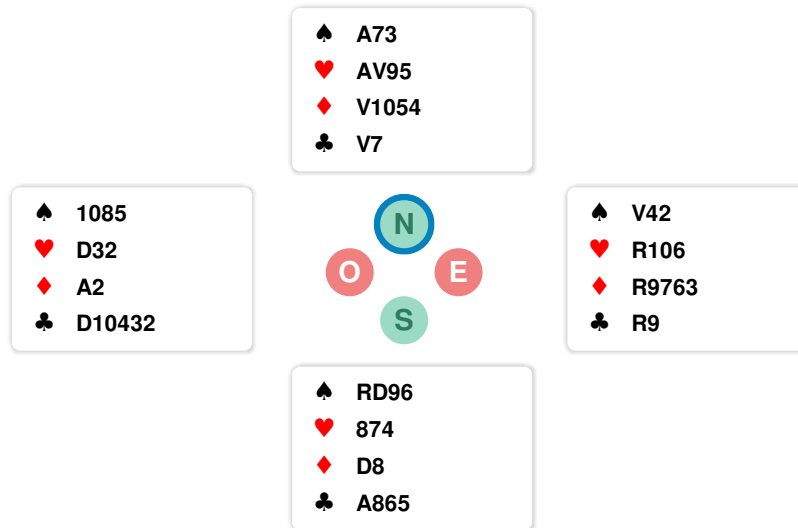 ♠ A73
♥ AV95
♦ V1054
♣ V7
♠ 1085
♥ D32
♦ A2
♣ D10432
N
O E
S
♠ V42
♥ R106
♦ R9763
♣ R9
♠ RD96
♥ 874
♦ D8
♣ A865